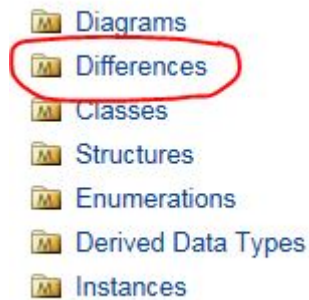 Diagrams
Differences
Classes
Structures
Enumerations
Derived Data Types
Instances